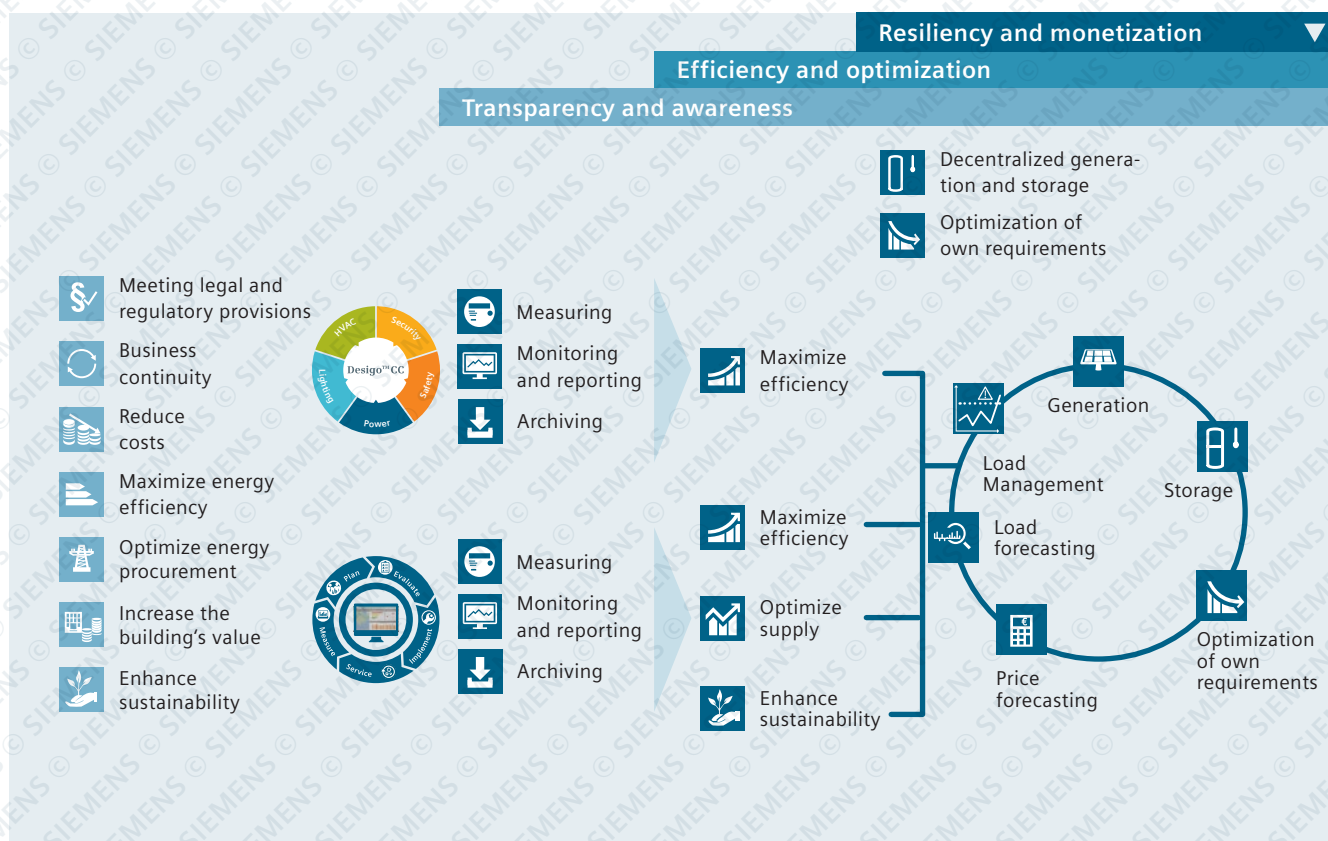 Resiliency and monetization
Efficiency and optimization
Transparency and awareness
Decentralized genera-
tion and storage
Optimization of
own requirements
Meeting legal and
regulatory provisions
Business
continuity
Reduce
costs
Maximize energy
efficiency
Optimize energy
procurement
Increase the
building's value
Enhance
sustainability
HVAC
Security
Lighting
Desigo™CC
Safety
Power
Measuring
Monitoring
and reporting
Archiving
Plan
Evaluate
Measure
Implement
Service
Measuring
Monitoring
and reporting
Archiving
Maximize
efficiency
Maximize
efficiency
Optimize
supply
Enhance
sustainability
Generation
Load
Management
Storage
Load
forecasting
Price
forecasting
Optimization
of own
requirements
© SIEMENS